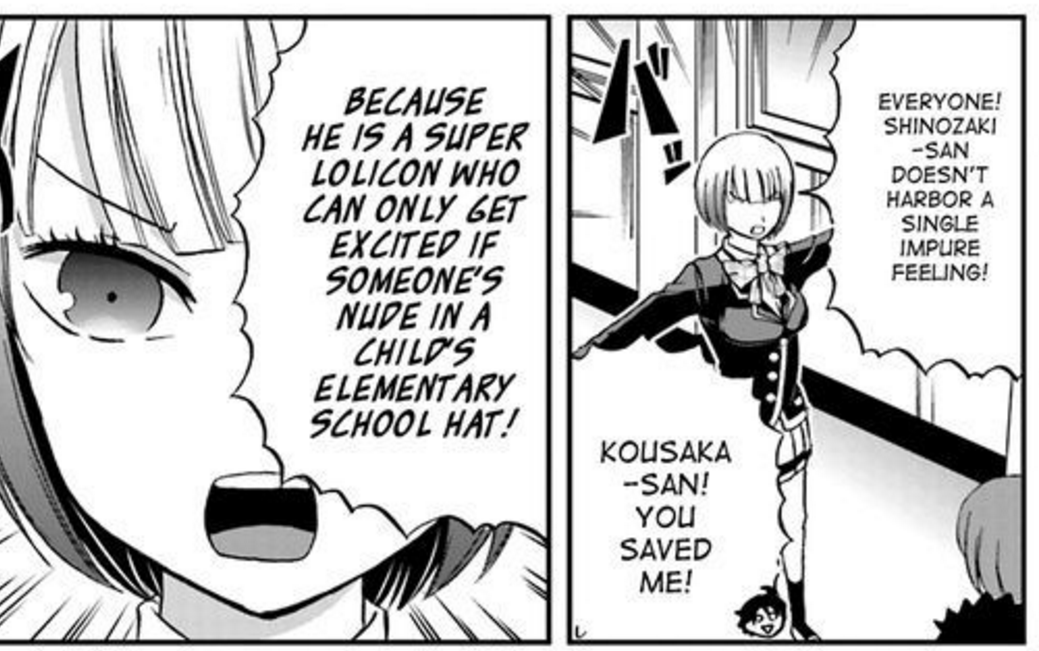 EVERYONE!
SHINOZAKI
-SAN
DOESN'T
HARBOR A
SINGLE
IMPURE
FEELING!
KOUSAKA
-SAN!
YOU
SAVED
ME!
BECAUSE
HE IS A SUPER
LOLICON WHO
CAN ONLY GET
EXCITED IF
SOMEONE'S
NUDE IN A
CHILD'S
ELEMENTARY
SCHOOL HAT!